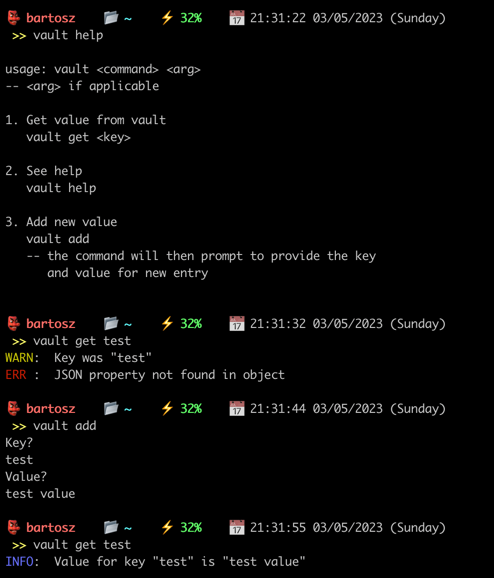 👺 bartosz 📂 ~ ⚡ 32% 📅 21:31:22 03/05/2023 (Sunday)
>> vault help
usage: vault <command> <arg>
-- <arg> if applicable
1. Get value from vault
vault get <key>
2. See help
vault help
3. Add new value
vault add
-- the command will then prompt to provide the key
and value for new entry
👺 bartosz 📂 ~ ⚡ 32% 📅 21:31:32 03/05/2023 (Sunday)
>> vault get test
WARN: Key was "test"
ERR : JSON property not found in object
👺 bartosz 📂 ~ ⚡ 32% 📅 21:31:44 03/05/2023 (Sunday)
>> vault add
Key?
test
Value?
test value
👺 bartosz 📂 ~ ⚡ 32% 📅 21:31:55 03/05/2023 (Sunday)
>> vault get test
INFO: Value for key "test" is "test value"